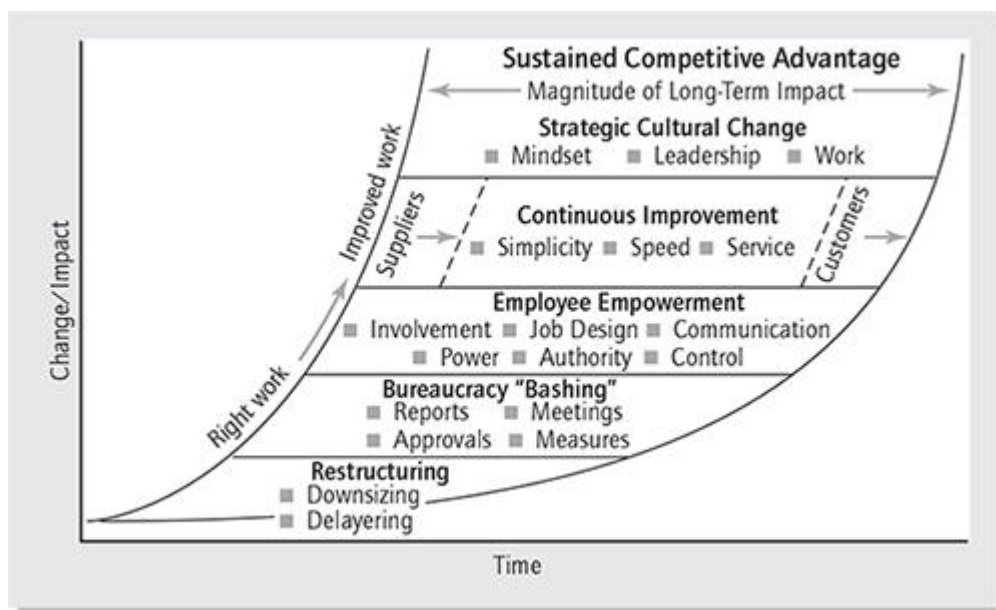 Sustained Competitive Advantage
Magnitude of Long-Term Impact
Strategic Cultural Change
Mindset Leadership Work
Improved work
Suppliers
Continuous Improvement
Simplicity Speed Service
Customers
Employee Empowerment
Involvement Job Design Communication
Power Authority Control
Right work
Bureaucracy “Bashing”
Reports Meetings
Approvals Measures
Restructuring
Downsizing
Delayering
Change/Impact
Time